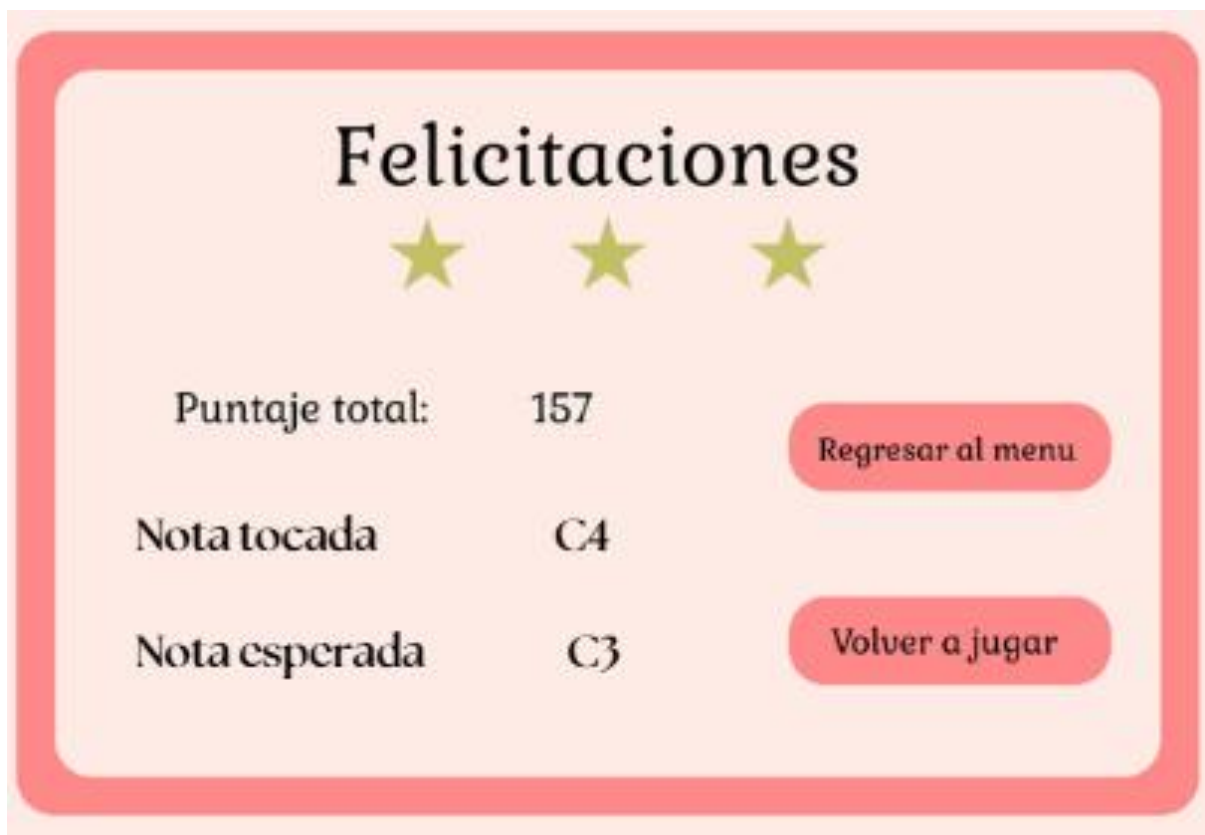 Felicitaciones
Puntaje total: 157
Regresar al menu
Nota tocada C4
Nota esperada C3
Volver a jugar